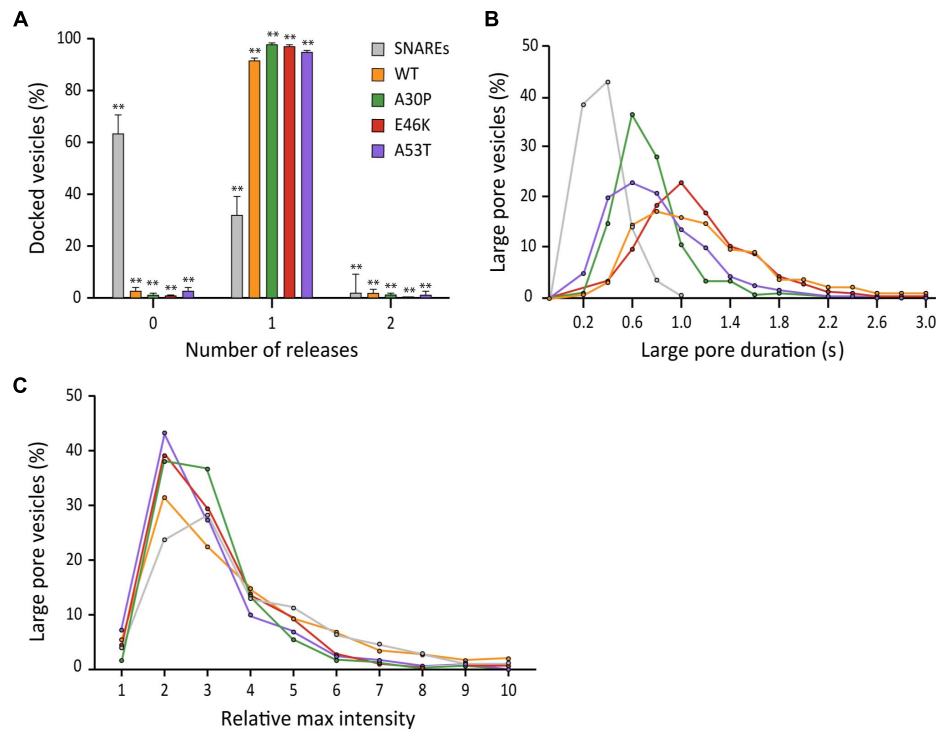 A
Docked vesicles (%)
100
80
60
40
20
0
** ** ** ** **
** ** ** ** **
** ** ** ** **
0 1 2
Number of releases
SNAREs
WT
A30P
E46K
A53T
B
Large pore vesicles (%)
50
40
30
20
10
0
0.2 0.6 1.0 1.4 1.8 2.2 2.6 3.0
Large pore duration (s)
C
Large pore vesicles (%)
50
40
30
20
10
0
1 2 3 4 5 6 7 8 9 10
Relative max intensity